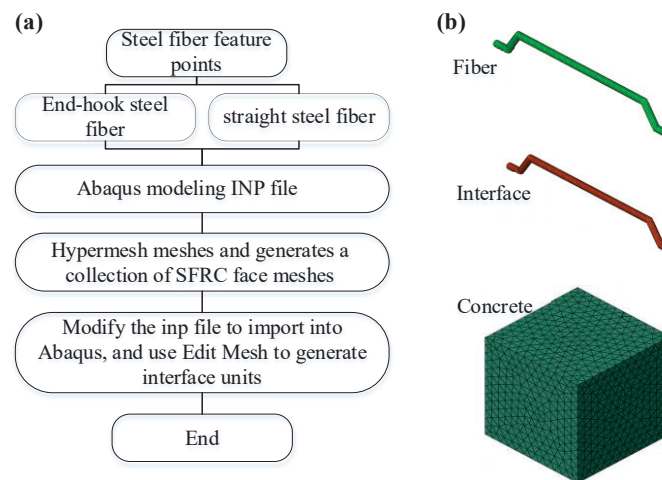 (a)
Steel fiber feature
points
End-hook steel
fiber
straight steel fiber
Abaqus modeling INP file
Hypermesh meshes and generates a
collection of SFRC face meshes
Modify the inp file to import into
Abaqus, and use Edit Mesh to generate
interface units
End
(b)
Fiber
Interface
Concrete